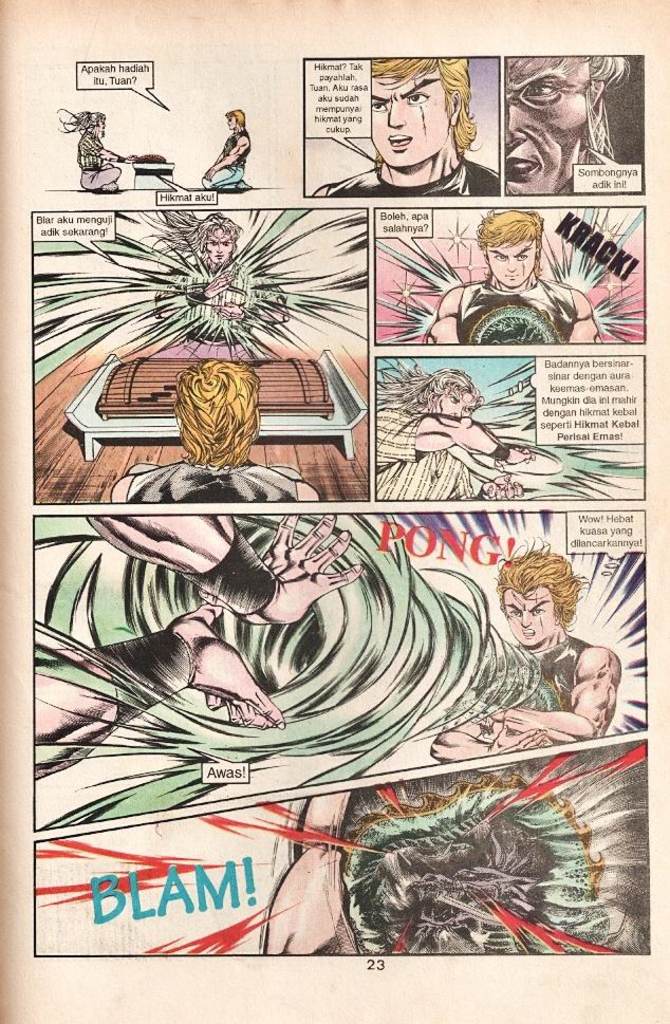 Apakah hadiah
itu, Tuan?
Hikmat aku!
Hikmat? Tak
payahlah,
Tuan. Aku rasa
aku sudah
mempunyai
hikmat yang
cukup.
Sombongnya
adik ini!
Biar aku menguji
adik sekarang!
Boleh, apa
salahnya?
KRACK!
Badannya bersinar-
sinar dengan aura
keemas-emasan.
Mungkin dia ini mahir
dengan hikmat kebal
seperti Hikmat Kebal
Perisai Emas!
PONG!
Wow! Hebat
kuasa yang
dilancarkannya!
Awas!
BLAM!
23